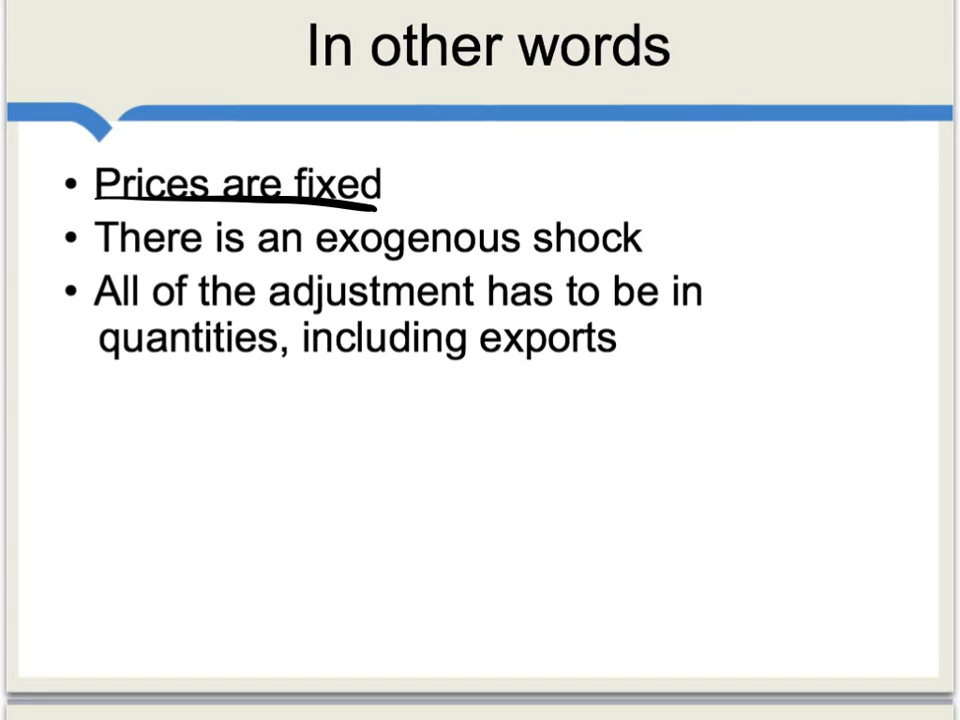 In other words
• Prices are fixed
• There is an exogenous shock
• All of the adjustment has to be in
quantities, including exports